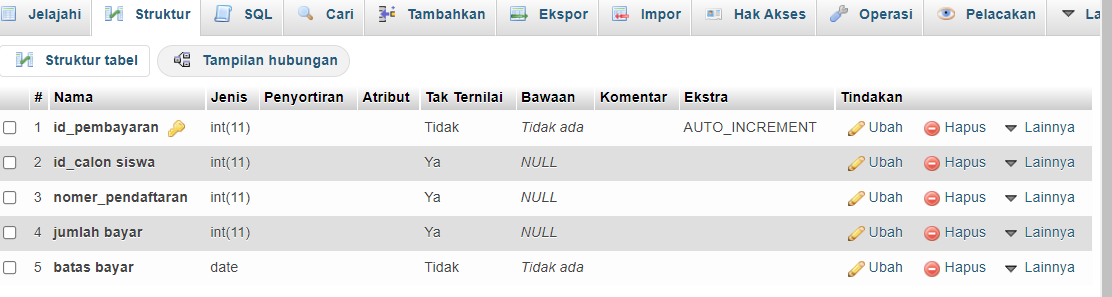 Jelajahi Struktur SQL Cari Tambahkan Ekspor Impor Hak Akses Operasi Pelacakan La
Struktur tabel Tampilan hubungan
# Nama Jenis Penyortiran Atribut Tak Ternilai Bawaan Komentar Ekstra Tindakan
1 id_pembayaran int(11) Tidak Tidak ada AUTO_INCREMENT Ubah Hapus Lainnya
2 id_calon siswa int(11) Ya NULL Ubah Hapus Lainnya
3 nomer_pendaftaran int(11) Ya NULL Ubah Hapus Lainnya
4 jumlah bayar int(11) Ya NULL Ubah Hapus Lainnya
5 batas bayar date Tidak Tidak ada Ubah Hapus Lainnya